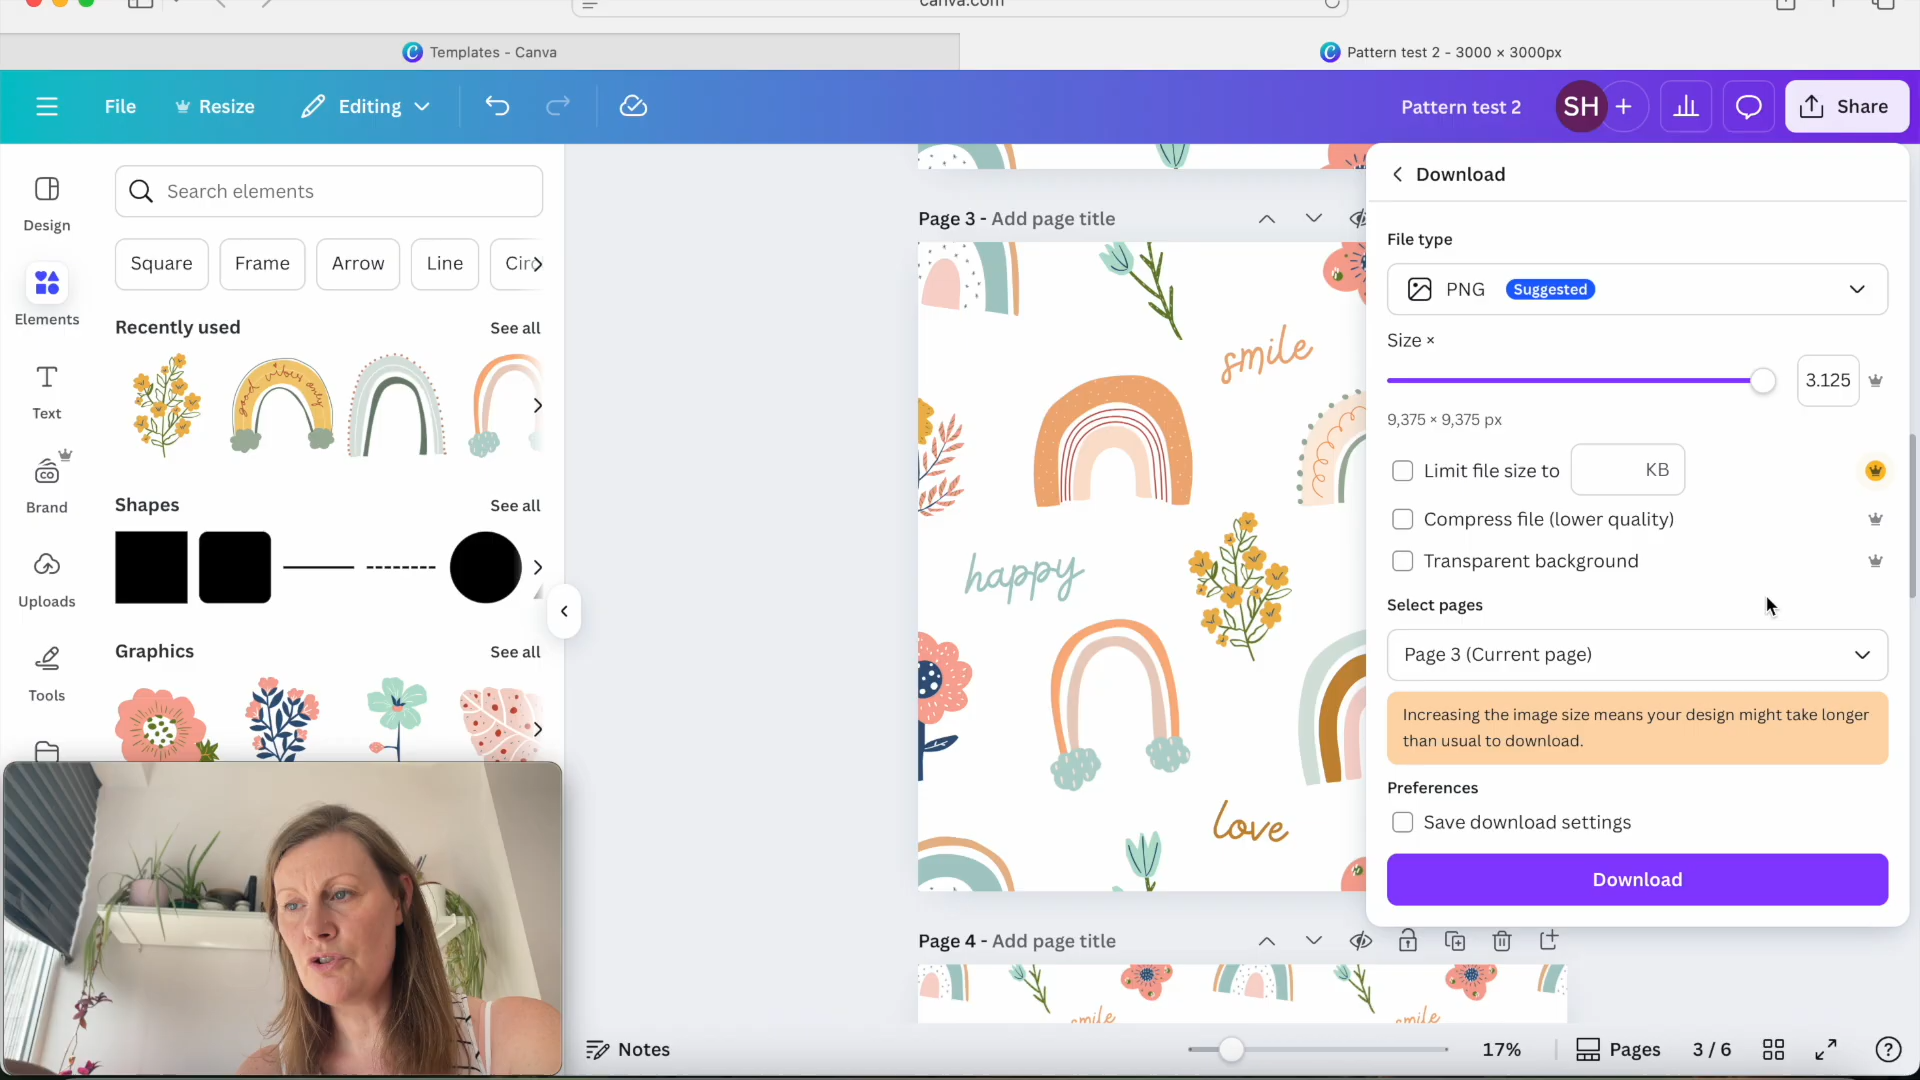 canva.com
Templates - Canva
Pattern test 2 - 3000 × 3000px
File
Resize
Editing
Pattern test 2
SH
Share
Design
Elements
Text
Brand
Uploads
Tools
Search elements
Square
Frame
Arrow
Line
Recently used
See all
good vibes only
Shapes
See all
Graphics
See all
Page 3 - Add page title
smile
happy
love
Page 4 - Add page title
smile
smile
Download
File type
PNG
Suggested
Size ×
3.125
9,375 × 9,375 px
Limit file size to
KB
Compress file (lower quality)
Transparent background
Select pages
Page 3 (Current page)
Increasing the image size means your design might take longer
than usual to download.
Preferences
Save download settings
Download
Notes
17%
Pages
3 / 6